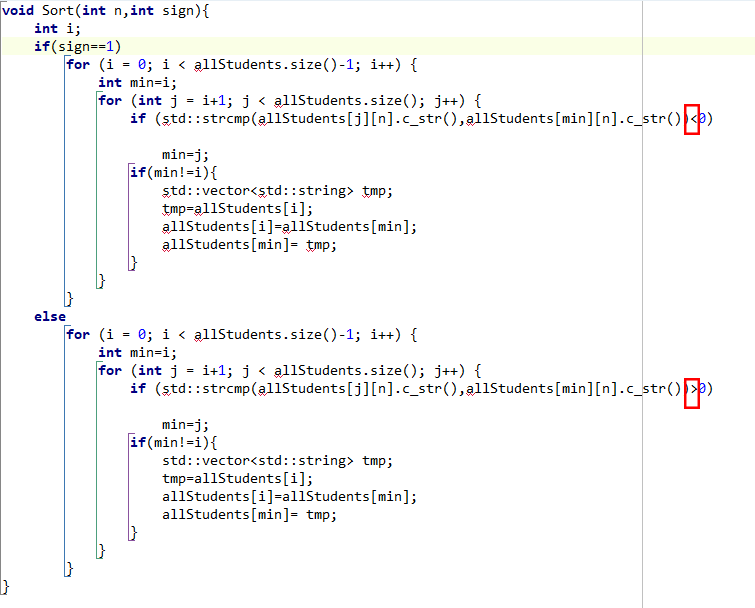 void Sort(int n,int sign){
    int i;
    if(sign==1)
        for (i = 0; i < allStudents.size()-1; i++) {
            int min=i;
            for (int j = i+1; j < allStudents.size(); j++) {
                if (std::strcmp(allStudents[j][n].c_str(),allStudents[min][n].c_str())<0)
                    min=j;
                if(min!=i){
                    std::vector<std::string> tmp;
                    tmp=allStudents[i];
                    allStudents[i]=allStudents[min];
                    allStudents[min]= tmp;
                }
            }
        }
    else
        for (i = 0; i < allStudents.size()-1; i++) {
            int min=i;
            for (int j = i+1; j < allStudents.size(); j++) {
                if (std::strcmp(allStudents[j][n].c_str(),allStudents[min][n].c_str())>0)
                    min=j;
                if(min!=i){
                    std::vector<std::string> tmp;
                    tmp=allStudents[i];
                    allStudents[i]=allStudents[min];
                    allStudents[min]= tmp;
                }
            }
        }
}